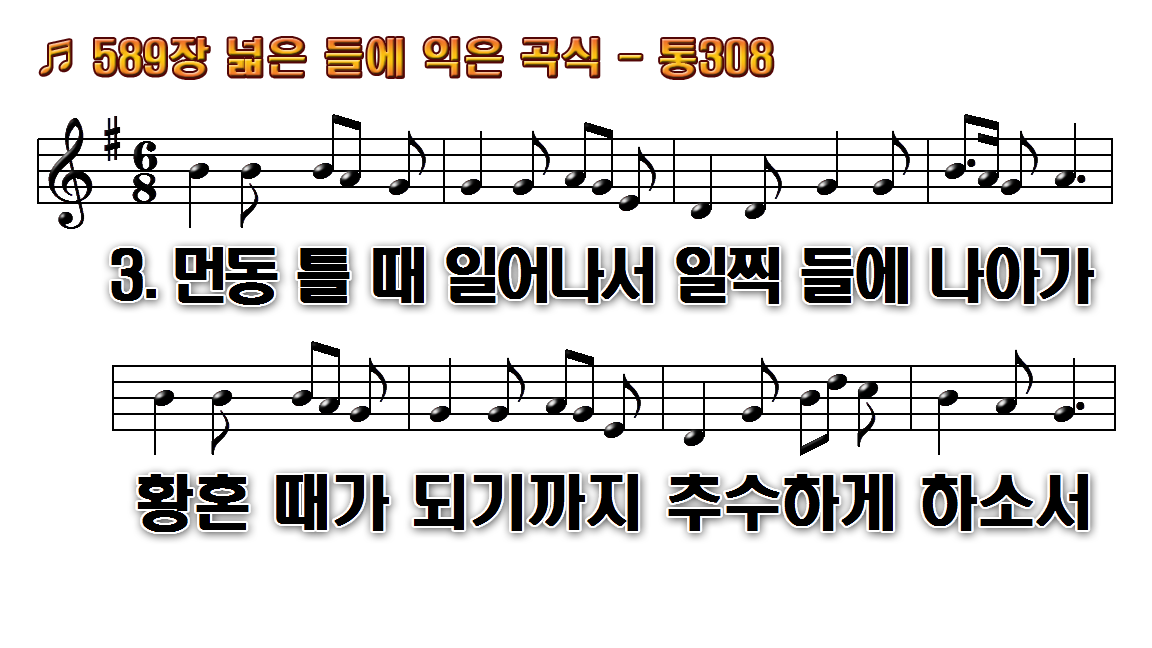 ♬ 589장 넓은 들에 익은 곡식 - 통308
6
8
3. 먼동 틀 때 일어나서 일찍 들에 나아가
황혼 때가 되기까지 추수하게 하소서